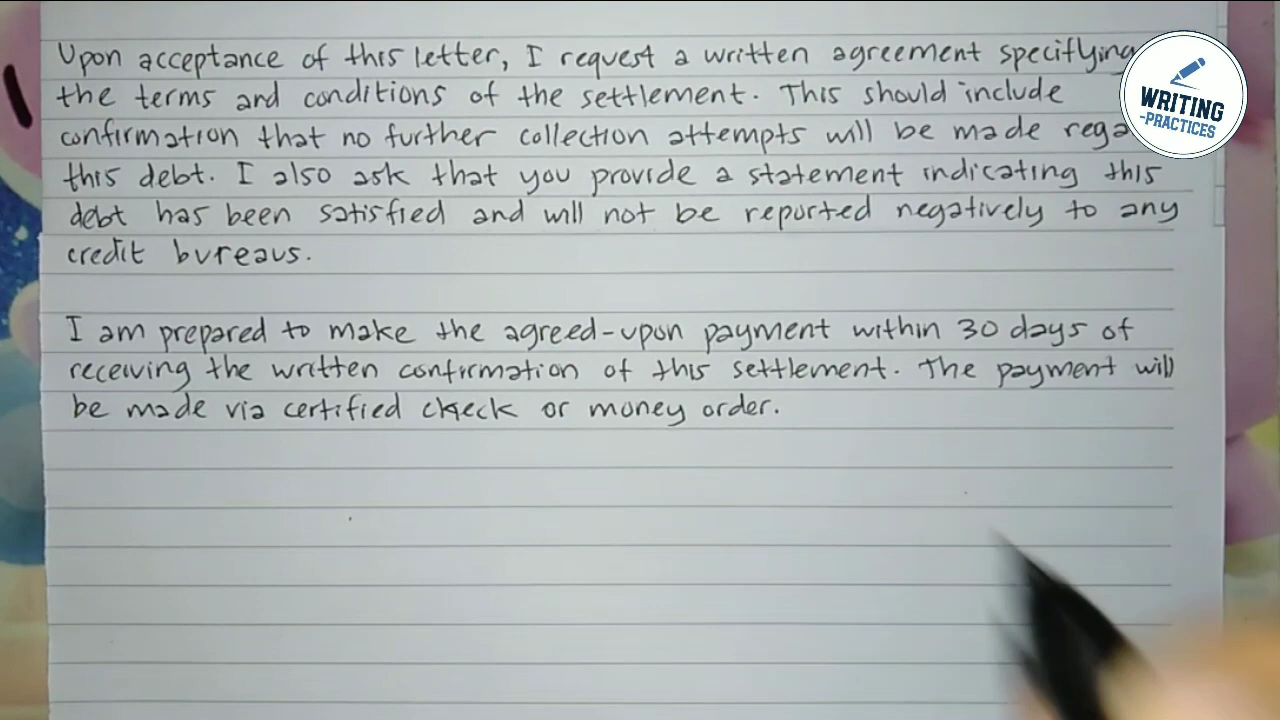 Upon acceptance of this letter, I request a written agreement specifying
the terms and conditions of the settlement. This should include
confirmation that no further collection attempts will be made
this debt. I also ask that you provide a statement indicating this
debt has been satisfied and will not be reported negatively to any
credit bureaus.
I am prepared to make the agreed-upon payment within 30 days of
receiving the written confirmation of this settlement. The payment will
be made via certified check or money order.
WRITING
-PRACTICES